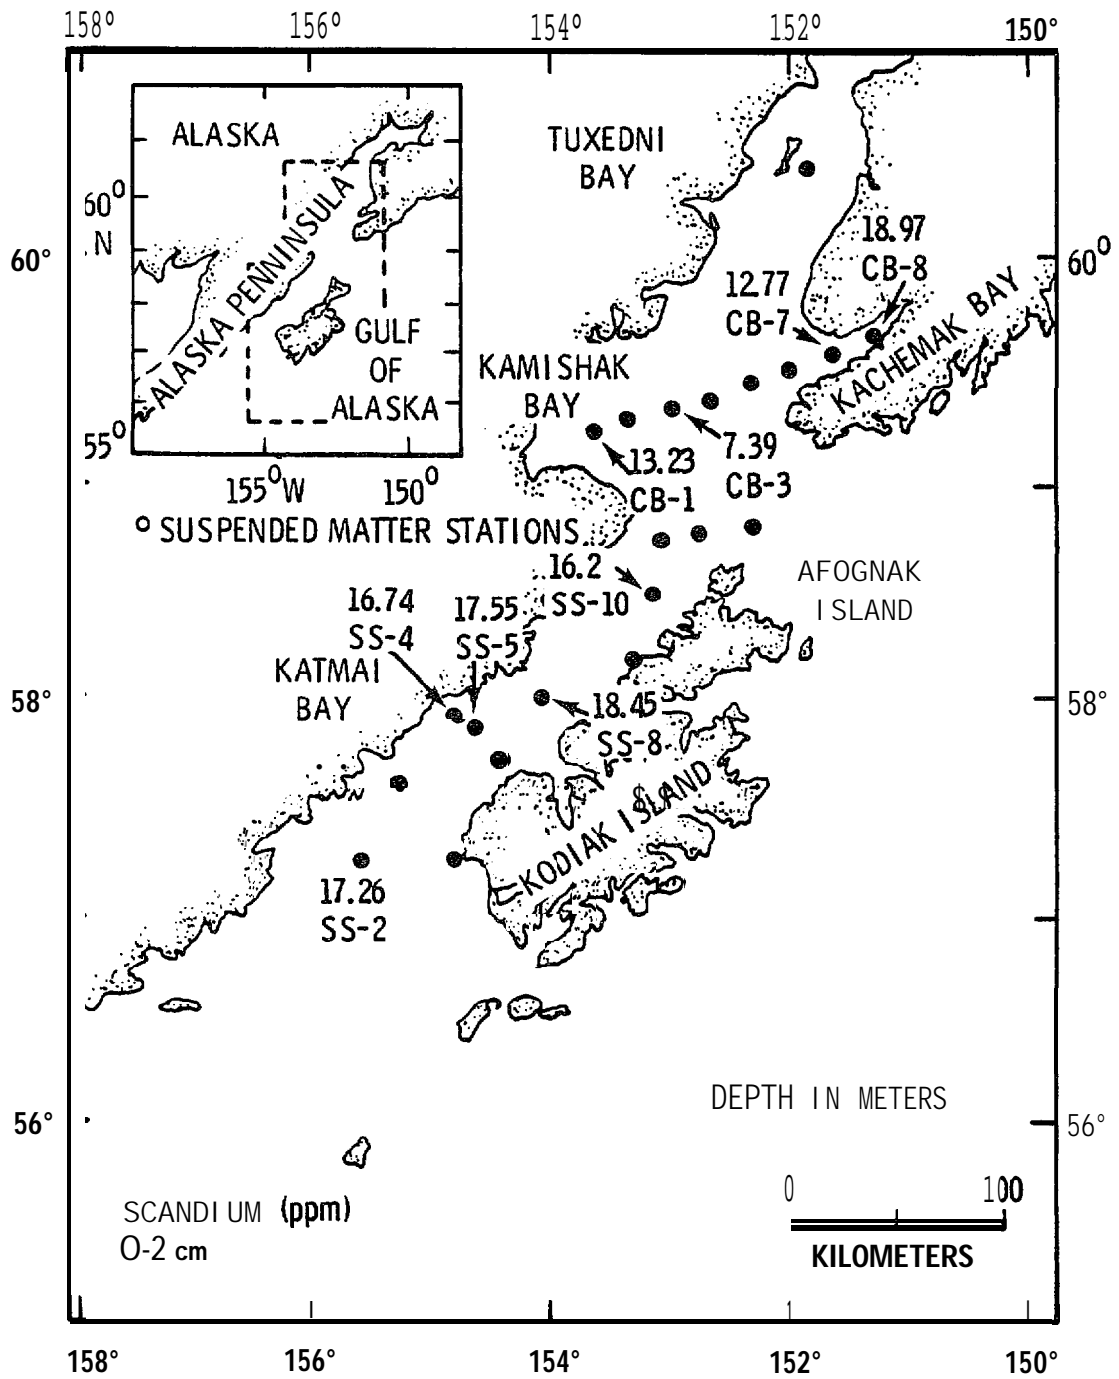 158°
156°
154°
152°
150°
ALASKA
60°
N
ALASKA PENNINSULA
GULF
OF
ALASKA
55°
155°W
150°
TUXEDNI
BAY
18.97
CB-8
12.77
CB-7
60°
60°
KACHEMAK BAY
KAMISHAK
BAY
7.39
CB-3
13.23
CB-1
SUSPENDED MATTER STATIONS
16.2
SS-10
AFOGNAK
ISLAND
16.74
SS-4
17.55
SS-5
KATMAI
BAY
58°
58°
18.45
SS-8
KODIAK ISLAND
17.26
SS-2
DEPTH IN METERS
56°
56°
SCANDIUM (ppm)
0-2 cm
0
100
KILOMETERS
158°
156°
154°
152°
150°